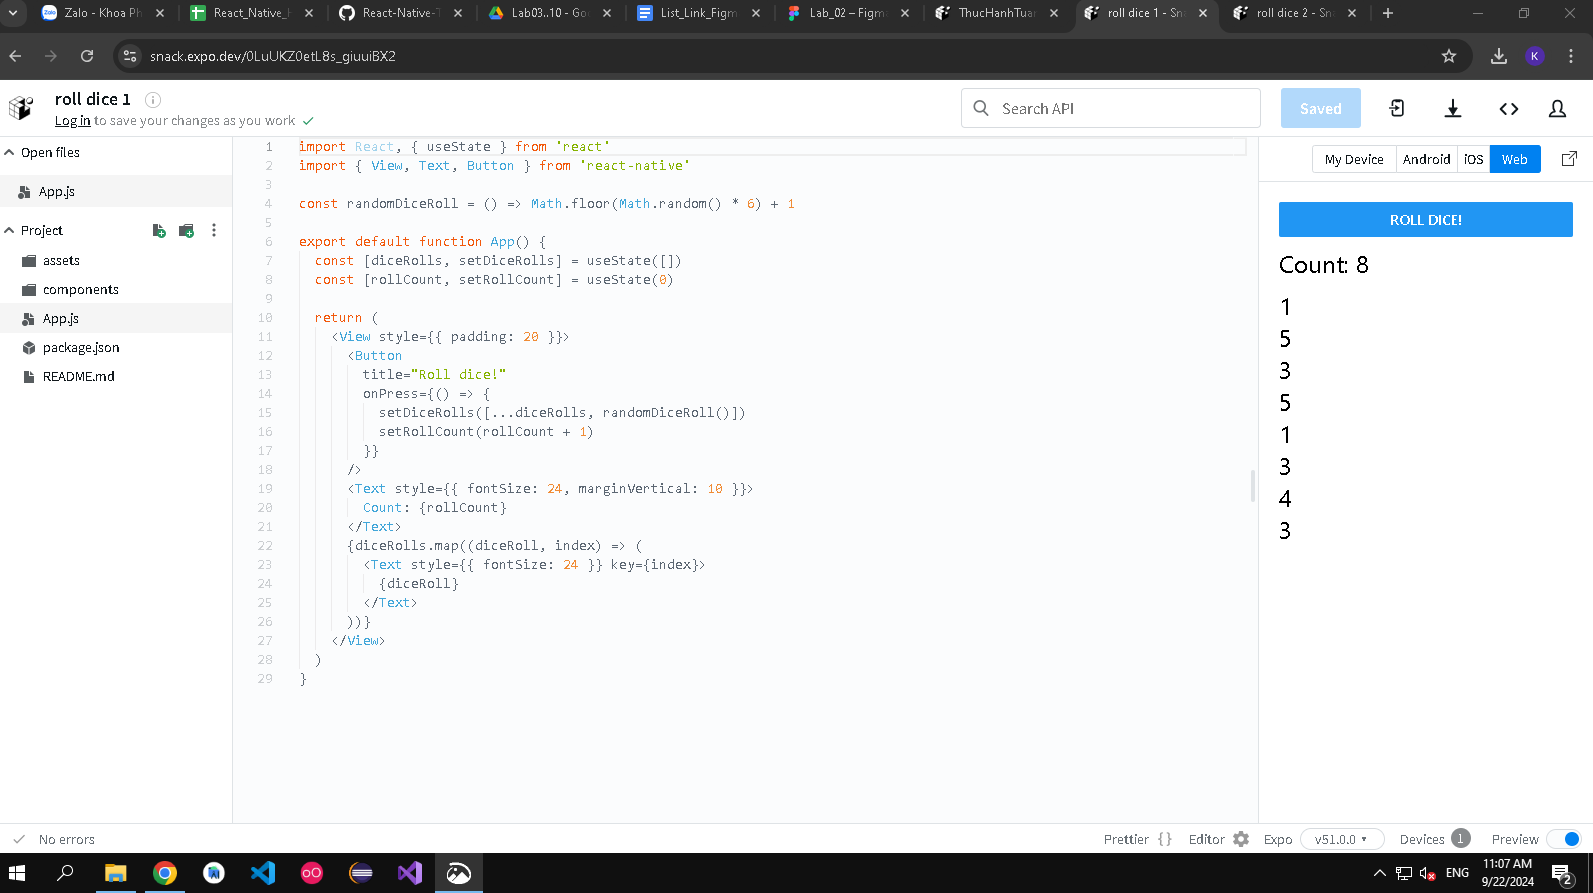 Zalo - Khoa Ph
React_Native_
React-Native-
Lab03..10 - Goo
List_Link_Figm
Lab_02 – Figm
ThucHanhTuan
roll dice 1 - Sn
roll dice 2 - Sn
snack.expo.dev/0LuUKZ0etL8s_giuuiBX2
K
roll dice 1
Log in to save your changes as you work
Search API
Saved
Open files
App.js
Project
assets
components
App.js
package.json
README.md
1 import React, { useState } from 'react'
2 import { View, Text, Button } from 'react-native'
3
4 const randomDiceRoll = () => Math.floor(Math.random() * 6) + 1
5
6 export default function App() {
7 const [diceRolls, setDiceRolls] = useState([])
8 const [rollCount, setRollCount] = useState(0)
9
10 return (
11 <View style={{ padding: 20 }}>
12 <Button
13 title="Roll dice!"
14 onPress={() => {
15 setDiceRolls([...diceRolls, randomDiceRoll()])
16 setRollCount(rollCount + 1)
17 }}
18 />
19 <Text style={{ fontSize: 24, marginVertical: 10 }}>
20 Count: {rollCount}
21 </Text>
22 {diceRolls.map((diceRoll, index) => (
23 <Text style={{ fontSize: 24 }} key={index}>
24 {diceRoll}
25 </Text>
26 ))}
27 </View>
28 )
29 }
My Device Android iOS Web
ROLL DICE!
Count: 8
1
5
3
5
1
3
4
3
No errors
Prettier {} Editor Expo v51.0.0 Devices 1 Preview
ENG
11:07 AM
9/22/2024
2